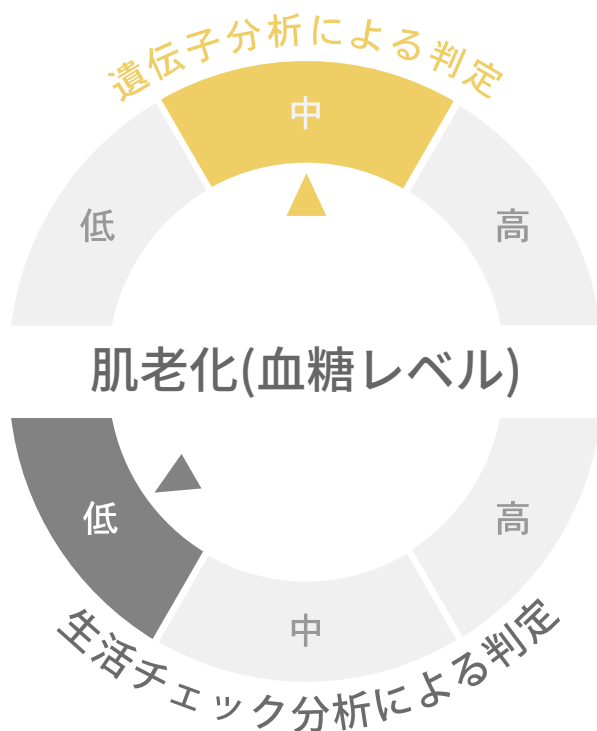 遺伝子分析による判定
中
低
高
肌老化(血糖レベル)
低
高
中
生活チェック分析による判定